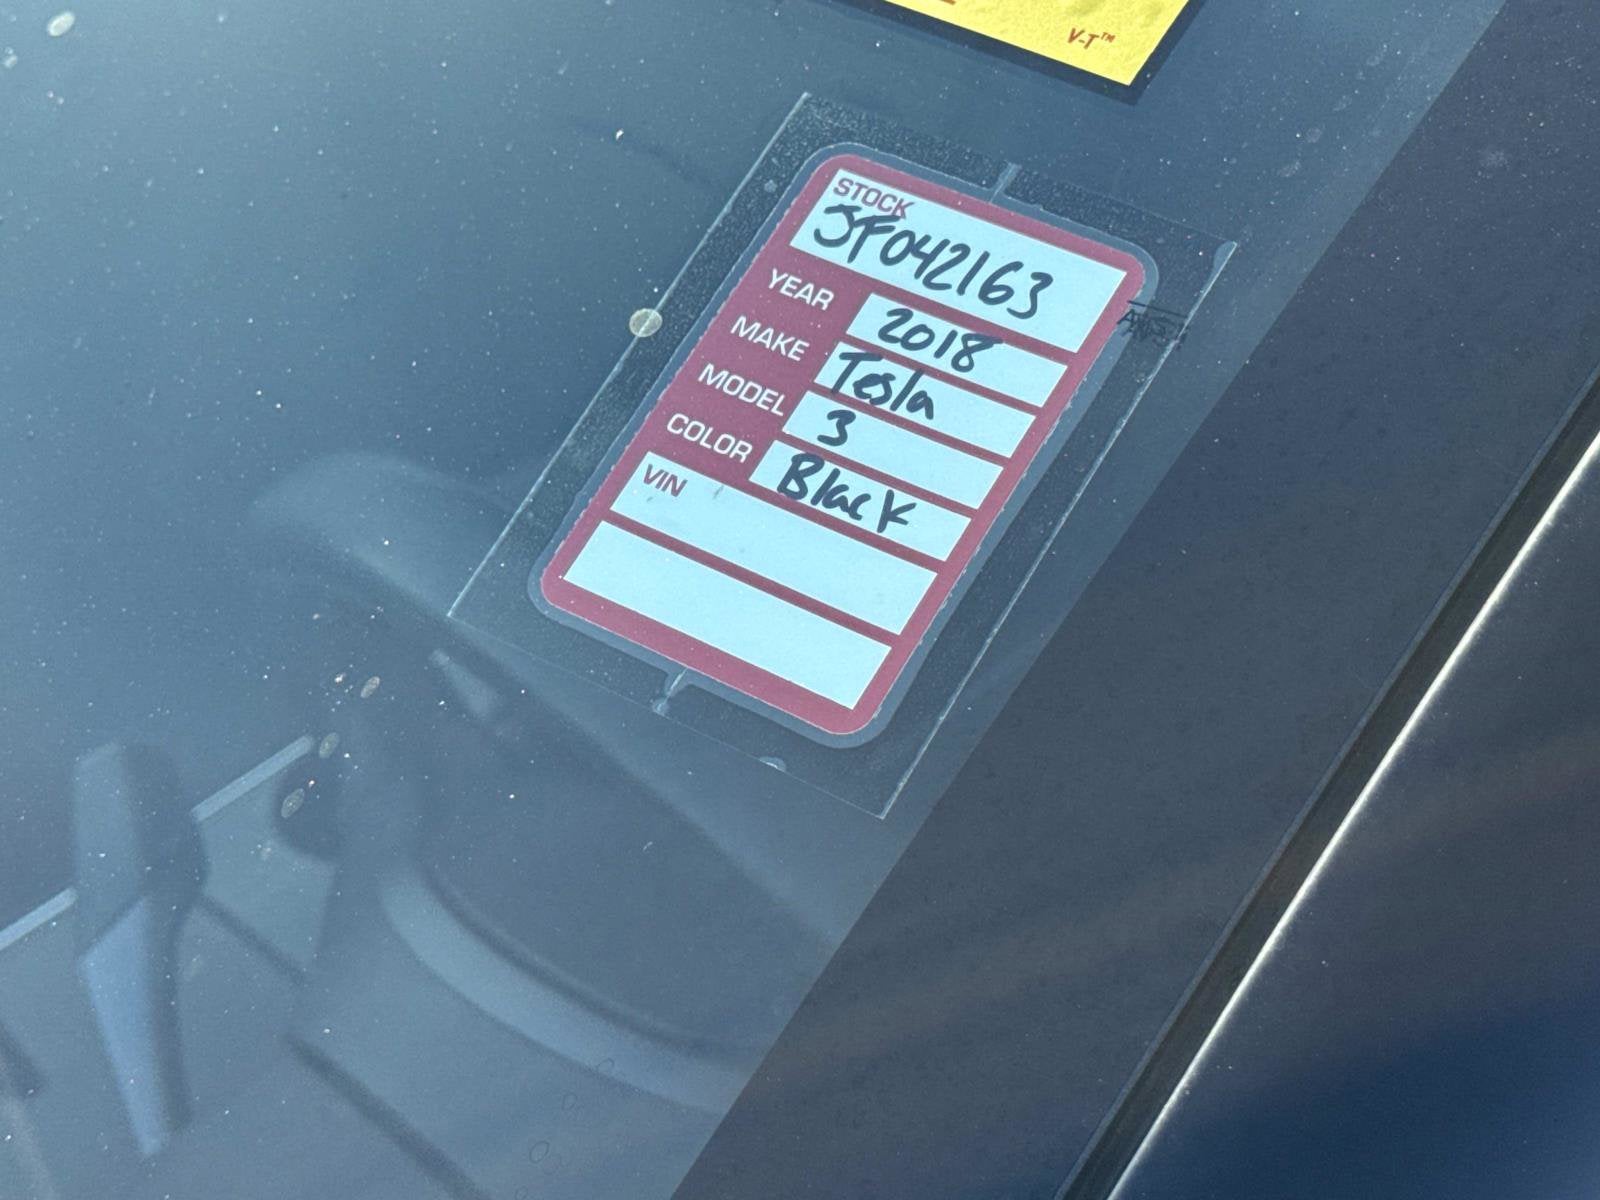 V-T™
STOCK
JF042163
YEAR 2018
MAKE Tesla
MODEL 3
COLOR Black
VIN